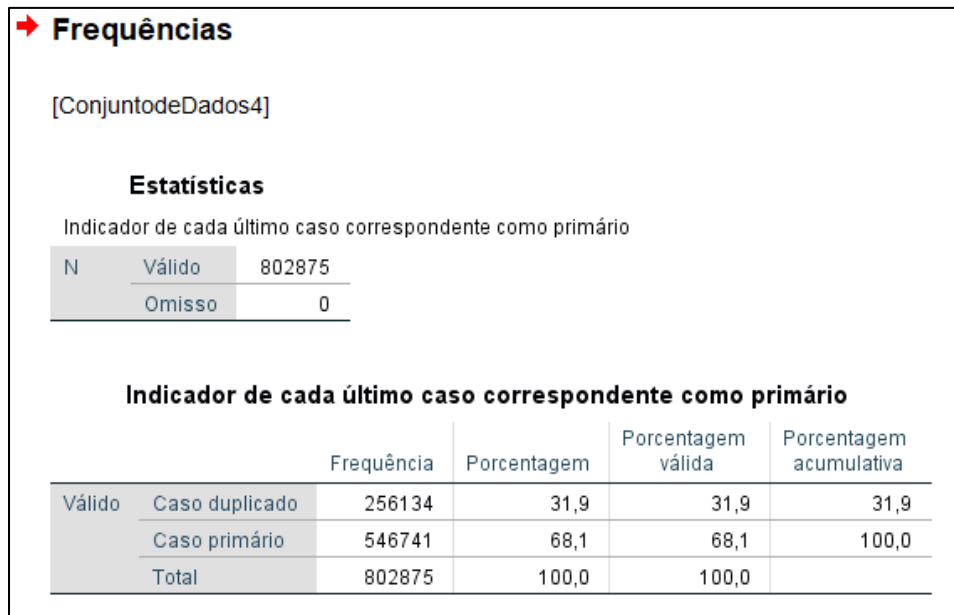 Frequências
[ConjuntodeDados4]
Estatísticas
Indicador de cada último caso correspondente como primário
N Válido 802875
Omisso 0
Indicador de cada último caso correspondente como primário
Frequência Porcentagem Porcentagem válida Porcentagem acumulativa
Válido Caso duplicado 256134 31,9 31,9 31,9
Caso primário 546741 68,1 68,1 100,0
Total 802875 100,0 100,0